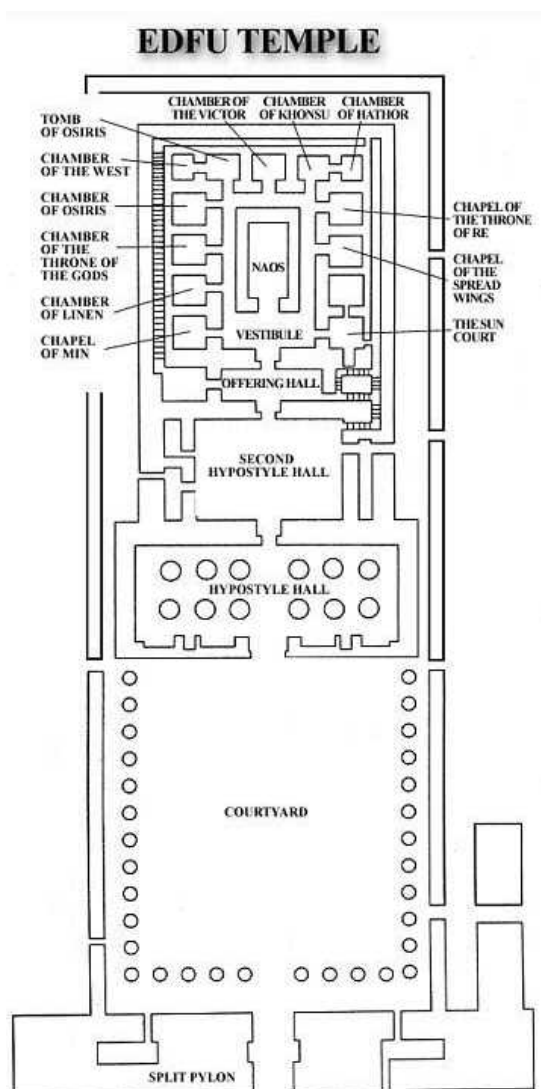 EDFU TEMPLE
CHAMBER OF
THE VICTOR
CHAMBER
OF KHONSU
CHAMBER
OF HATHOR
TOMB
OF OSIRIS
CHAMBER
OF THE WEST
CHAMBER
OF OSIRIS
CHAMBER
OF THE
THRONE OF
THE GODS
CHAMBER
OF LINEN
CHAPEL
OF MIN
CHAPEL OF
THE THRONE
OF RE
CHAPEL
OF THE
SPREAD
WINGS
THE SUN
COURT
NAOS
VESTIBULE
OFFERING HALL
SECOND
HYPOSTYLE HALL
HYPOSTYLE HALL
COURTYARD
SPLIT PYLON